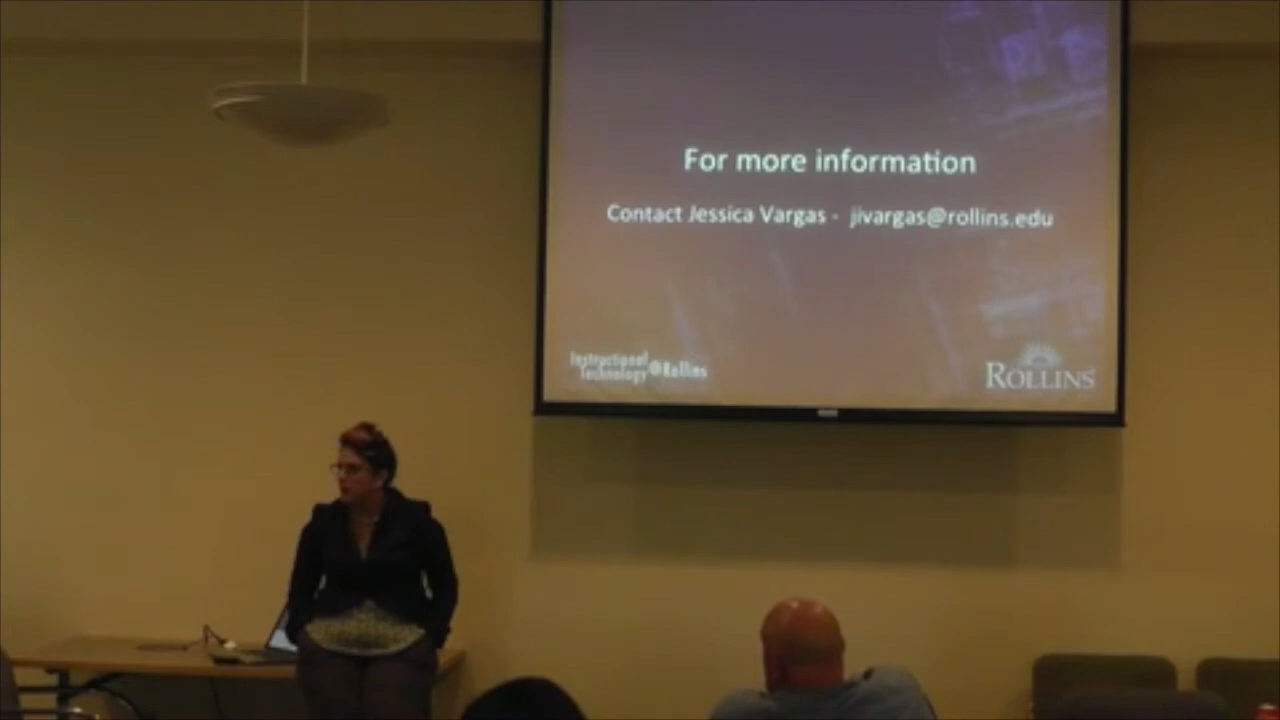 For more information
Contact Jessica Vargas - jivargas@rollins.edu
Instructional
Technology @Rollins
ROLLINS